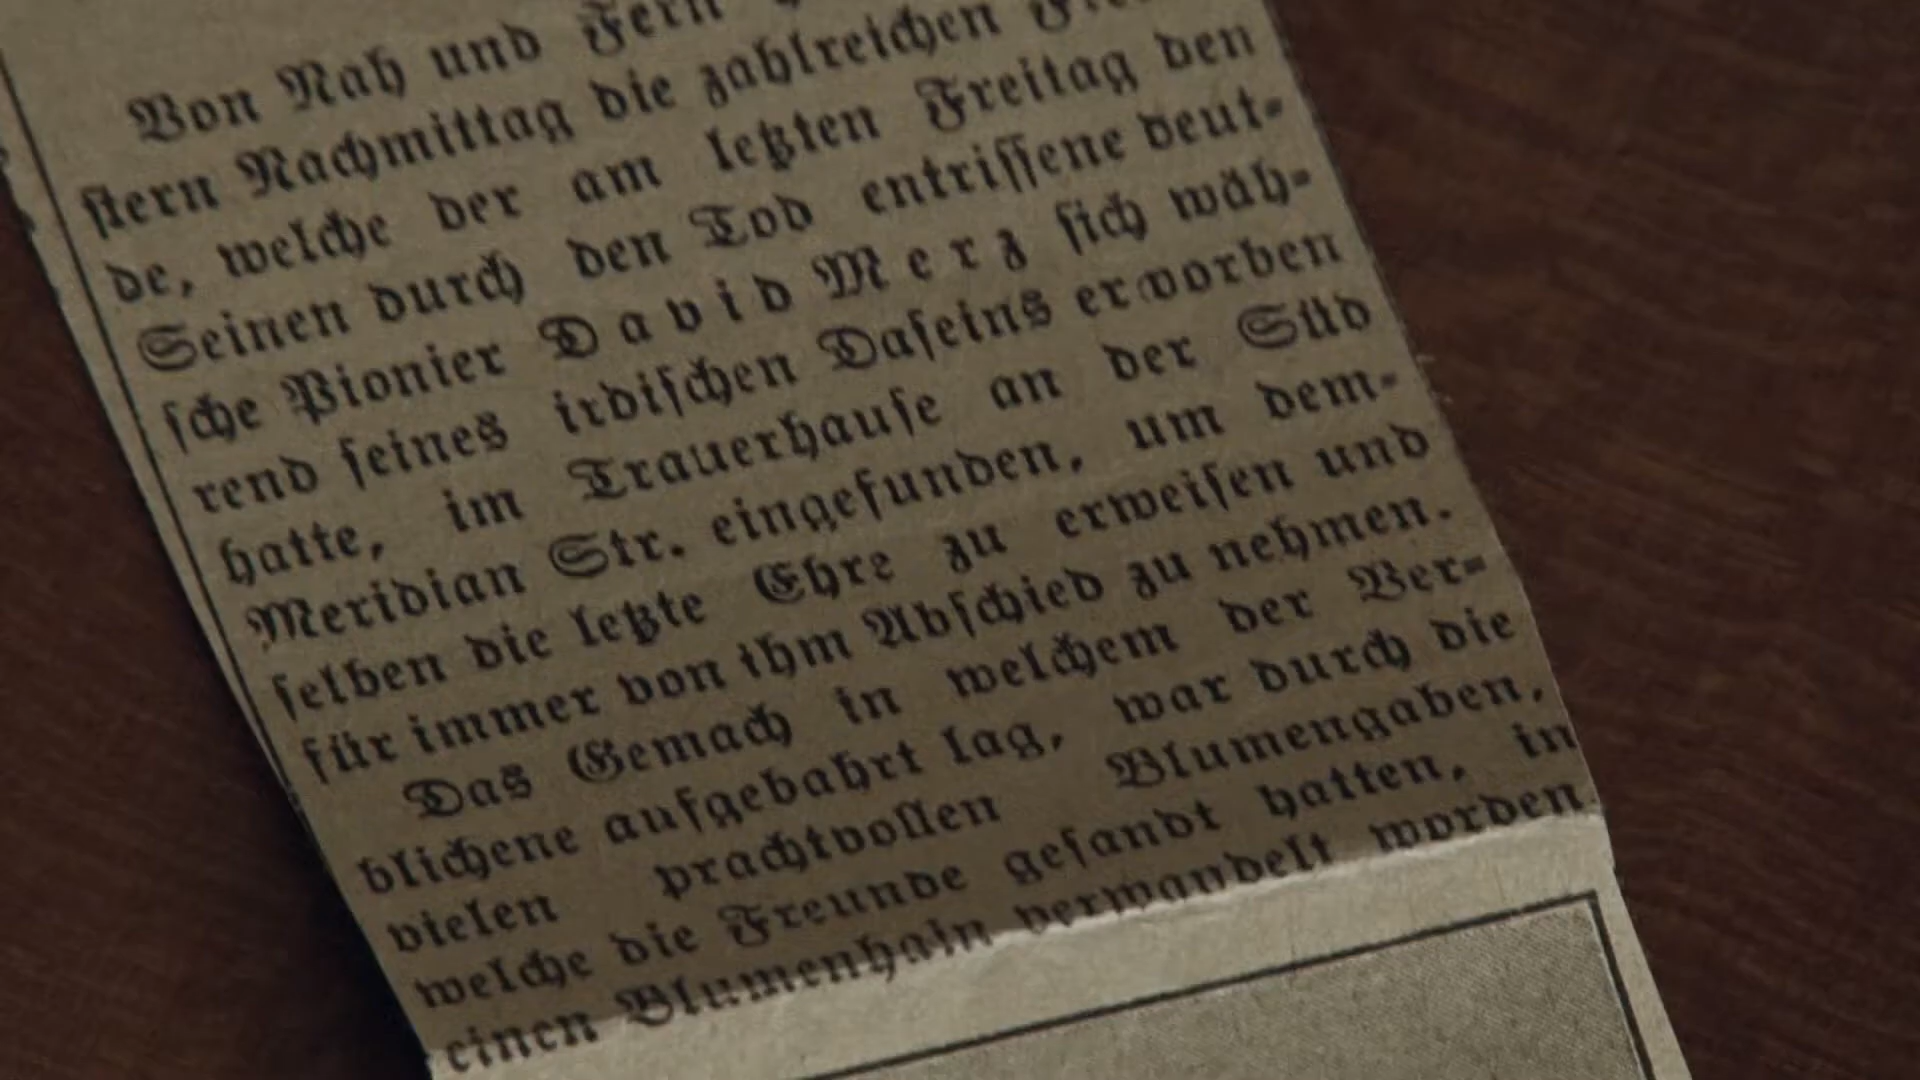 Von Nah und Fern
stern Nachmittag die zahlreichen
de, welche der am letzten Freitag den
Seinen durch den Tod entrissene deut-
sche Pionier David Merz sich wäh-
rend seines irdischen Daseins erworben
hatte, im Trauerhause an der Süd
Meridian Str. eingefunden, um dem-
selben die letzte Ehre zu erweisen und
für immer von ihm Abschied zu nehmen.
Das Gemach in welchem der Ver-
blichene aufgebahrt lag, war durch die
vielen prachtvollen Blumengaben,
welche die Freunde gesandt hatten, in
einen Blumenhain verwandelt worden